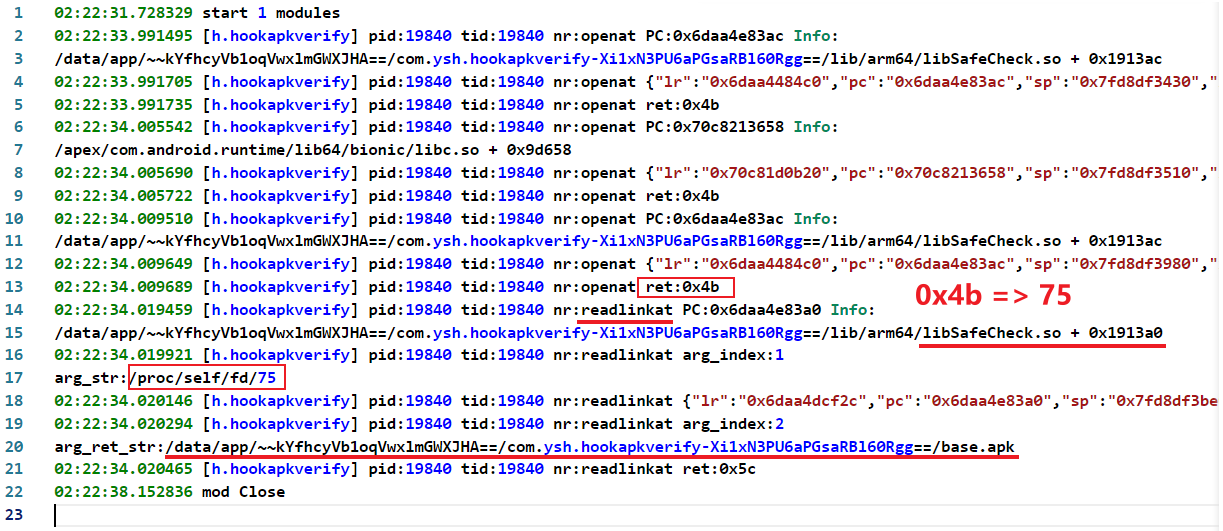 1 02:22:31.728329 start 1 modules
2 02:22:33.991495 [h.hookapkverify] pid:19840 tid:19840 nr:openat PC:0x6daa4e83ac Info:
3 /data/app/~~kYfhcyVb1oqVwxlmGWXJHA==/com.ysh.hookapkverify-Xi1xN3PU6aPGsaRBl60Rgg==/lib/arm64/libSafeCheck.so + 0x1913ac
4 02:22:33.991705 [h.hookapkverify] pid:19840 tid:19840 nr:openat {"lr":"0x6daa4484c0","pc":"0x6daa4e83ac","sp":"0x7fd8df3430","
5 02:22:33.991735 [h.hookapkverify] pid:19840 tid:19840 nr:openat ret:0x4b
6 02:22:34.005542 [h.hookapkverify] pid:19840 tid:19840 nr:openat PC:0x70c8213658 Info:
7 /apex/com.android.runtime/lib64/bionic/libc.so + 0x9d658
8 02:22:34.005690 [h.hookapkverify] pid:19840 tid:19840 nr:openat {"lr":"0x70c81d0b20","pc":"0x70c8213658","sp":"0x7fd8df3510","
9 02:22:34.005722 [h.hookapkverify] pid:19840 tid:19840 nr:openat ret:0x4b
10 02:22:34.009510 [h.hookapkverify] pid:19840 tid:19840 nr:openat PC:0x6daa4e83ac Info:
11 /data/app/~~kYfhcyVb1oqVwxlmGWXJHA==/com.ysh.hookapkverify-Xi1xN3PU6aPGsaRBl60Rgg==/lib/arm64/libSafeCheck.so + 0x1913ac
12 02:22:34.009649 [h.hookapkverify] pid:19840 tid:19840 nr:openat {"lr":"0x6daa4484c0","pc":"0x6daa4e83ac","sp":"0x7fd8df3980","
13 02:22:34.009689 [h.hookapkverify] pid:19840 tid:19840 nr:openat ret:0x4b
0x4b => 75
14 02:22:34.019459 [h.hookapkverify] pid:19840 tid:19840 nr:readlinkat PC:0x6daa4e83a0 Info:
15 /data/app/~~kYfhcyVb1oqVwxlmGWXJHA==/com.ysh.hookapkverify-Xi1xN3PU6aPGsaRBl60Rgg==/lib/arm64/libSafeCheck.so + 0x1913a0
16 02:22:34.019921 [h.hookapkverify] pid:19840 tid:19840 nr:readlinkat arg_index:1
17 arg_str:/proc/self/fd/75
18 02:22:34.020146 [h.hookapkverify] pid:19840 tid:19840 nr:readlinkat {"lr":"0x6daa4dcf2c","pc":"0x6daa4e83a0","sp":"0x7fd8df3be
19 02:22:34.020294 [h.hookapkverify] pid:19840 tid:19840 nr:readlinkat arg_index:2
20 arg_ret_str:/data/app/~~kYfhcyVb1oqVwxlmGWXJHA==/com.ysh.hookapkverify-Xi1xN3PU6aPGsaRBl60Rgg==/base.apk
21 02:22:34.020465 [h.hookapkverify] pid:19840 tid:19840 nr:readlinkat ret:0x5c
22 02:22:38.152836 mod Close
23